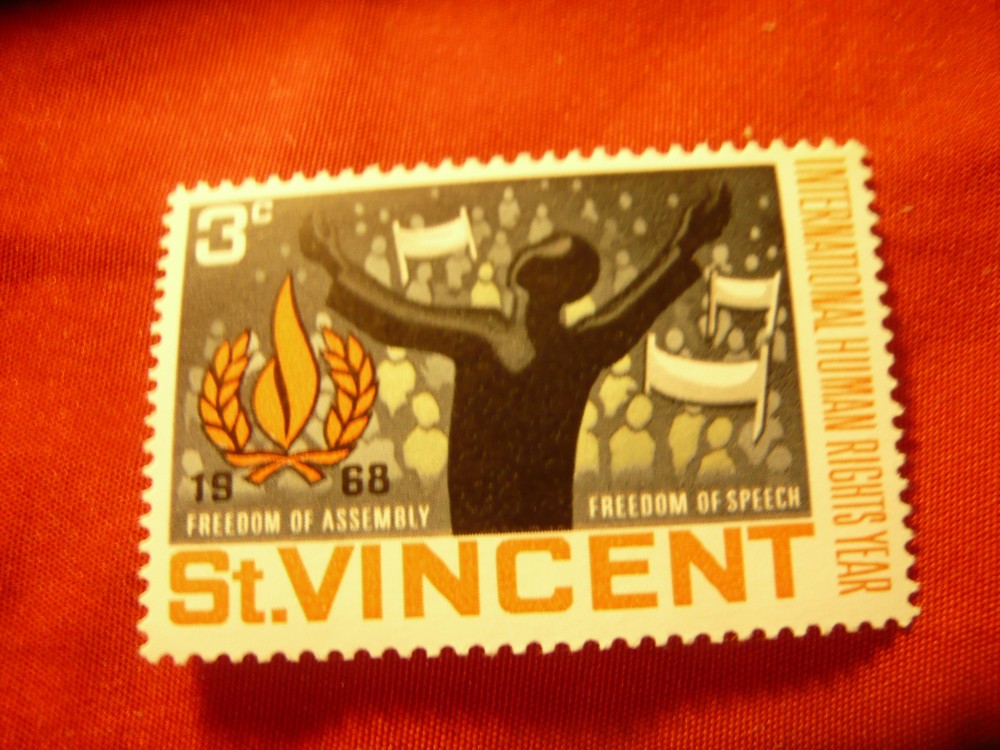 3c
INTERNATIONAL HUMAN RIGHTS YEAR
1968
FREEDOM OF ASSEMBLY
FREEDOM OF SPEECH
St.VINCENT